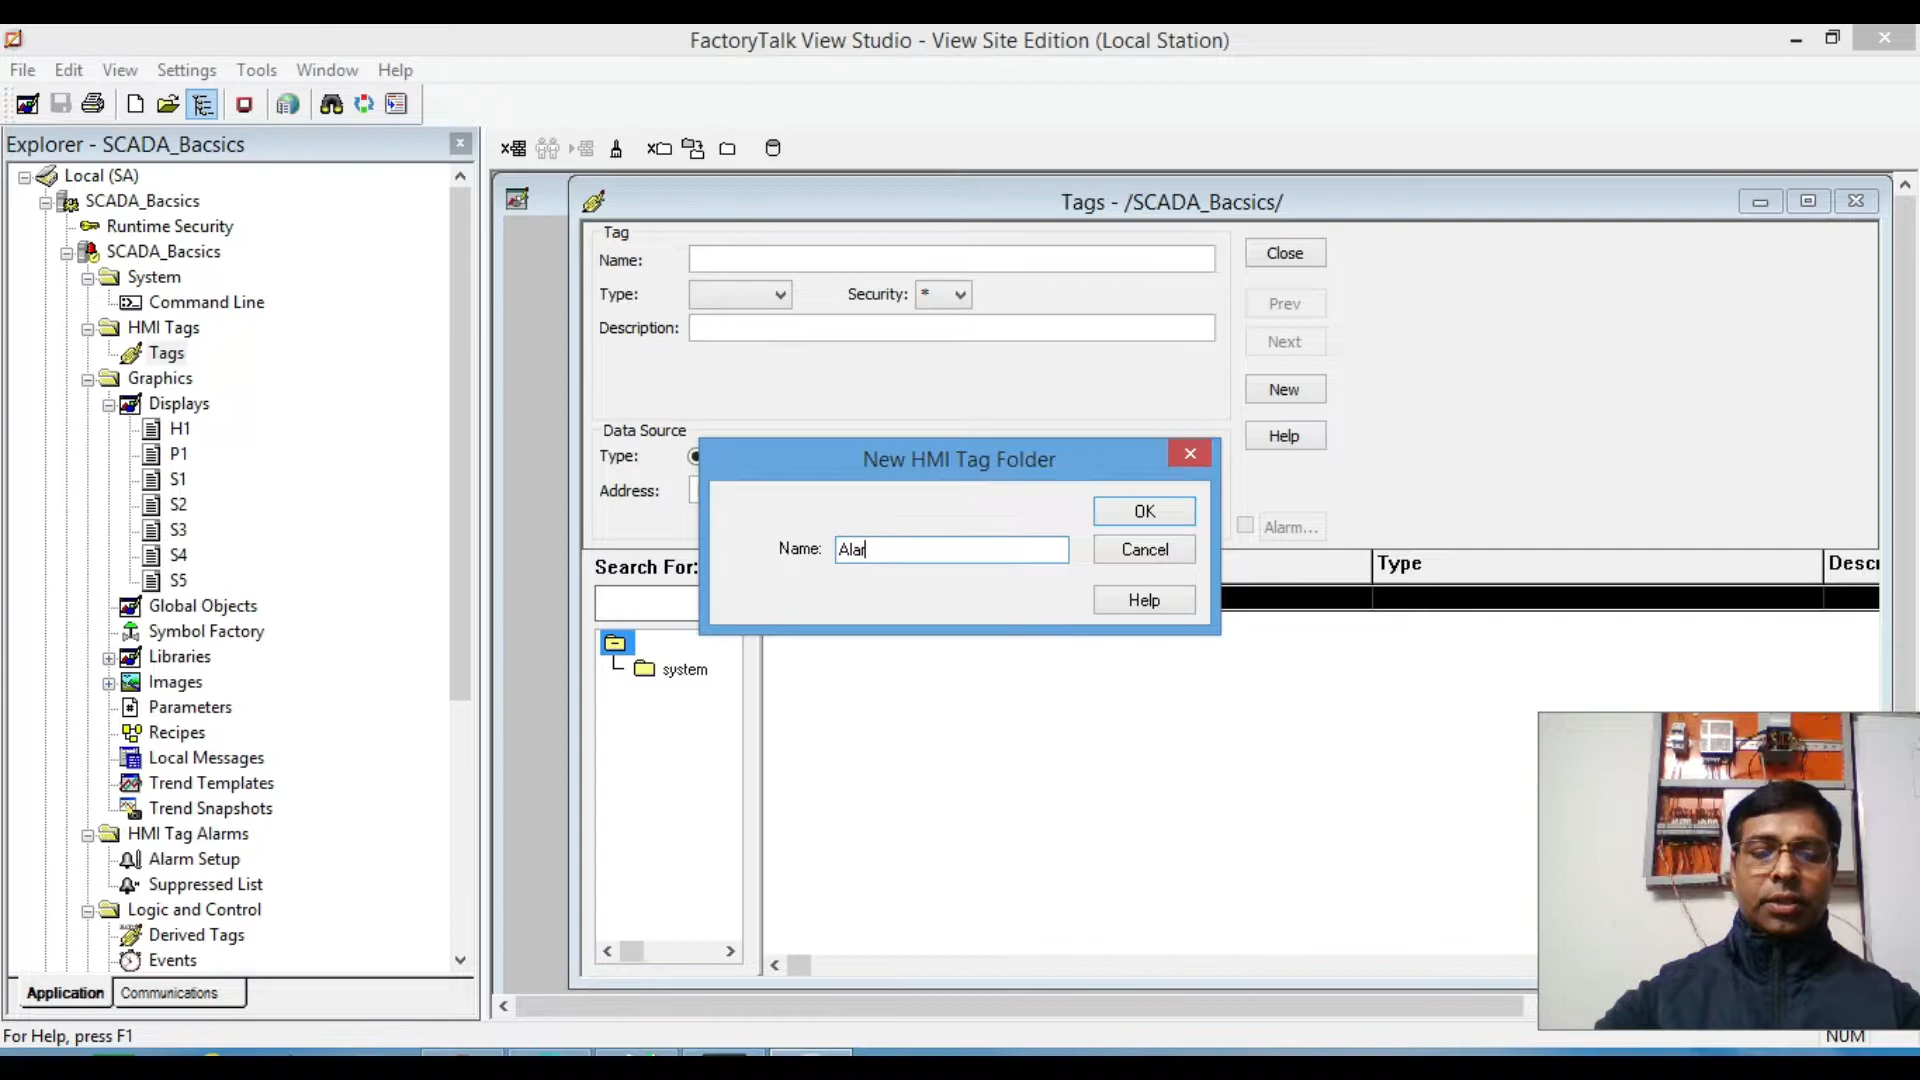 FactoryTalk View Studio - View Site Edition (Local Station)
File Edit View Settings Tools Window Help
Explorer - SCADA_Bacsics
Local (SA)
SCADA_Bacsics
Runtime Security
SCADA_Bacsics
System
Command Line
HMI Tags
Tags
Graphics
Displays
H1
P1
S1
S2
S3
S4
S5
Global Objects
Symbol Factory
Libraries
Images
Parameters
Recipes
Local Messages
Trend Templates
Trend Snapshots
HMI Tag Alarms
Alarm Setup
Suppressed List
Logic and Control
Derived Tags
Events
Application Communications
Tags - /SCADA_Bacsics/
Tag
Name:
Type: Security: *
Description:
Close
Prev
Next
New
Help
Data Source
Type:
Address:
Alarm...
New HMI Tag Folder
OK
Name: Alar
Cancel
Help
Search For:
Type
Descr
system
For Help, press F1
NUM